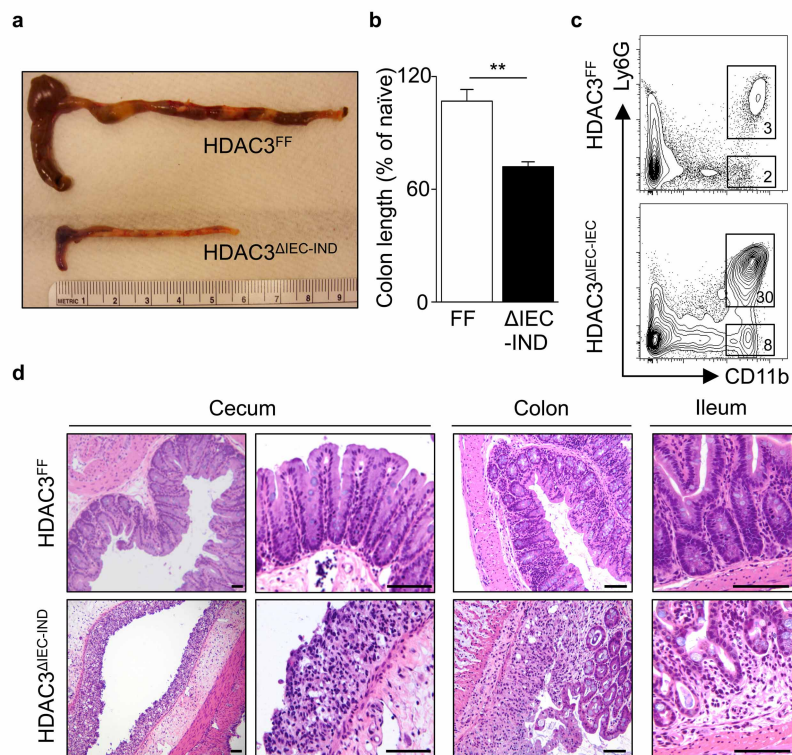 a
HDAC3FF
HDAC3ΔIEC-IND
METRIC 1 2 3 4 5 6 7 8 9
b
**
Colon length (% of naïve)
120
60
0
FF
ΔIEC
-IND
c
HDAC3FF
Ly6G
3
2
HDAC3ΔIEC-IEC
30
8
CD11b
d
Cecum
Colon
Ileum
HDAC3FF
HDAC3ΔIEC-IND